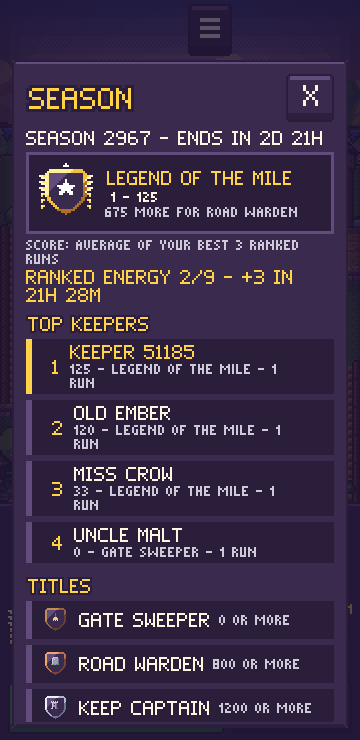 SEASON
X
SEASON 2967 - ENDS IN 2D 21H
LEGEND OF THE MILE
1 - 125
675 MORE FOR ROAD WARDEN
SCORE: AVERAGE OF YOUR BEST 3 RANKED
RUNS
RANKED ENERGY 2/9 - +3 IN
21H 28M
TOP KEEPERS
1 KEEPER 51185
125 - LEGEND OF THE MILE - 1
RUN
2 OLD EMBER
120 - LEGEND OF THE MILE - 1
RUN
3 MISS CROW
33 - LEGEND OF THE MILE - 1
RUN
4 UNCLE MALT
0 - GATE SWEEPER - 1 RUN
TITLES
GATE SWEEPER 0 OR MORE
ROAD WARDEN 800 OR MORE
KEEP CAPTAIN 1200 OR MORE